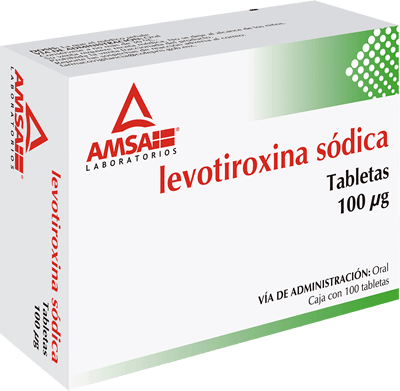 AMSA
LABORATORIOS
levotiroxina sódica
Tabletas
100 µg
VÍA DE ADMINISTRACIÓN: Oral
Caja con 100 tabletas
levotiroxina sódica
Tabletas
100 µg